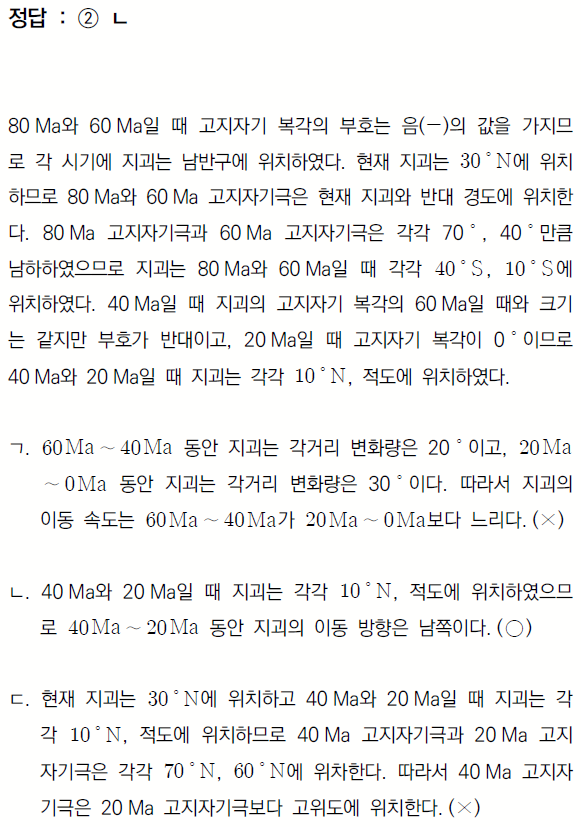 정답 : ② ㄴ
80 Ma와 60 Ma일 때 고지자기 복각의 부호는 음(−)의 값을 가지므
로 각 시기에 지괴는 남반구에 위치하였다. 현재 지괴는 30°N에 위치
하므로 80 Ma와 60 Ma 고지자기극은 현재 지괴와 반대 경도에 위치한
다. 80 Ma 고지자기극과 60 Ma 고지자기극은 각각 70°, 40°만큼
남하하였으므로 지괴는 80 Ma와 60 Ma일 때 각각 40°S, 10°S에
위치하였다. 40 Ma일 때 지괴의 고지자기 복각의 60 Ma일 때와 크기
는 같지만 부호가 반대이고, 20 Ma일 때 고지자기 복각이 0°이므로
40 Ma와 20 Ma일 때 지괴는 각각 10°N, 적도에 위치하였다.
ㄱ. 60Ma ~ 40Ma 동안 지괴는 각거리 변화량은 20°이고, 20Ma
~ 0Ma 동안 지괴는 각거리 변화량은 30°이다. 따라서 지괴의
이동 속도는 60Ma ~ 40Ma가 20Ma ~ 0Ma보다 느리다. (×)
ㄴ. 40 Ma와 20 Ma일 때 지괴는 각각 10°N, 적도에 위치하였으므
로 40Ma ~ 20Ma 동안 지괴의 이동 방향은 남쪽이다. (○)
ㄷ. 현재 지괴는 30°N에 위치하고 40 Ma와 20 Ma일 때 지괴는 각
각 10°N, 적도에 위치하므로 40 Ma 고지자기극과 20 Ma 고지
자기극은 각각 70°N, 60°N에 위차한다. 따라서 40 Ma 고지자
기극은 20 Ma 고지자기극보다 고위도에 위치한다. (×)